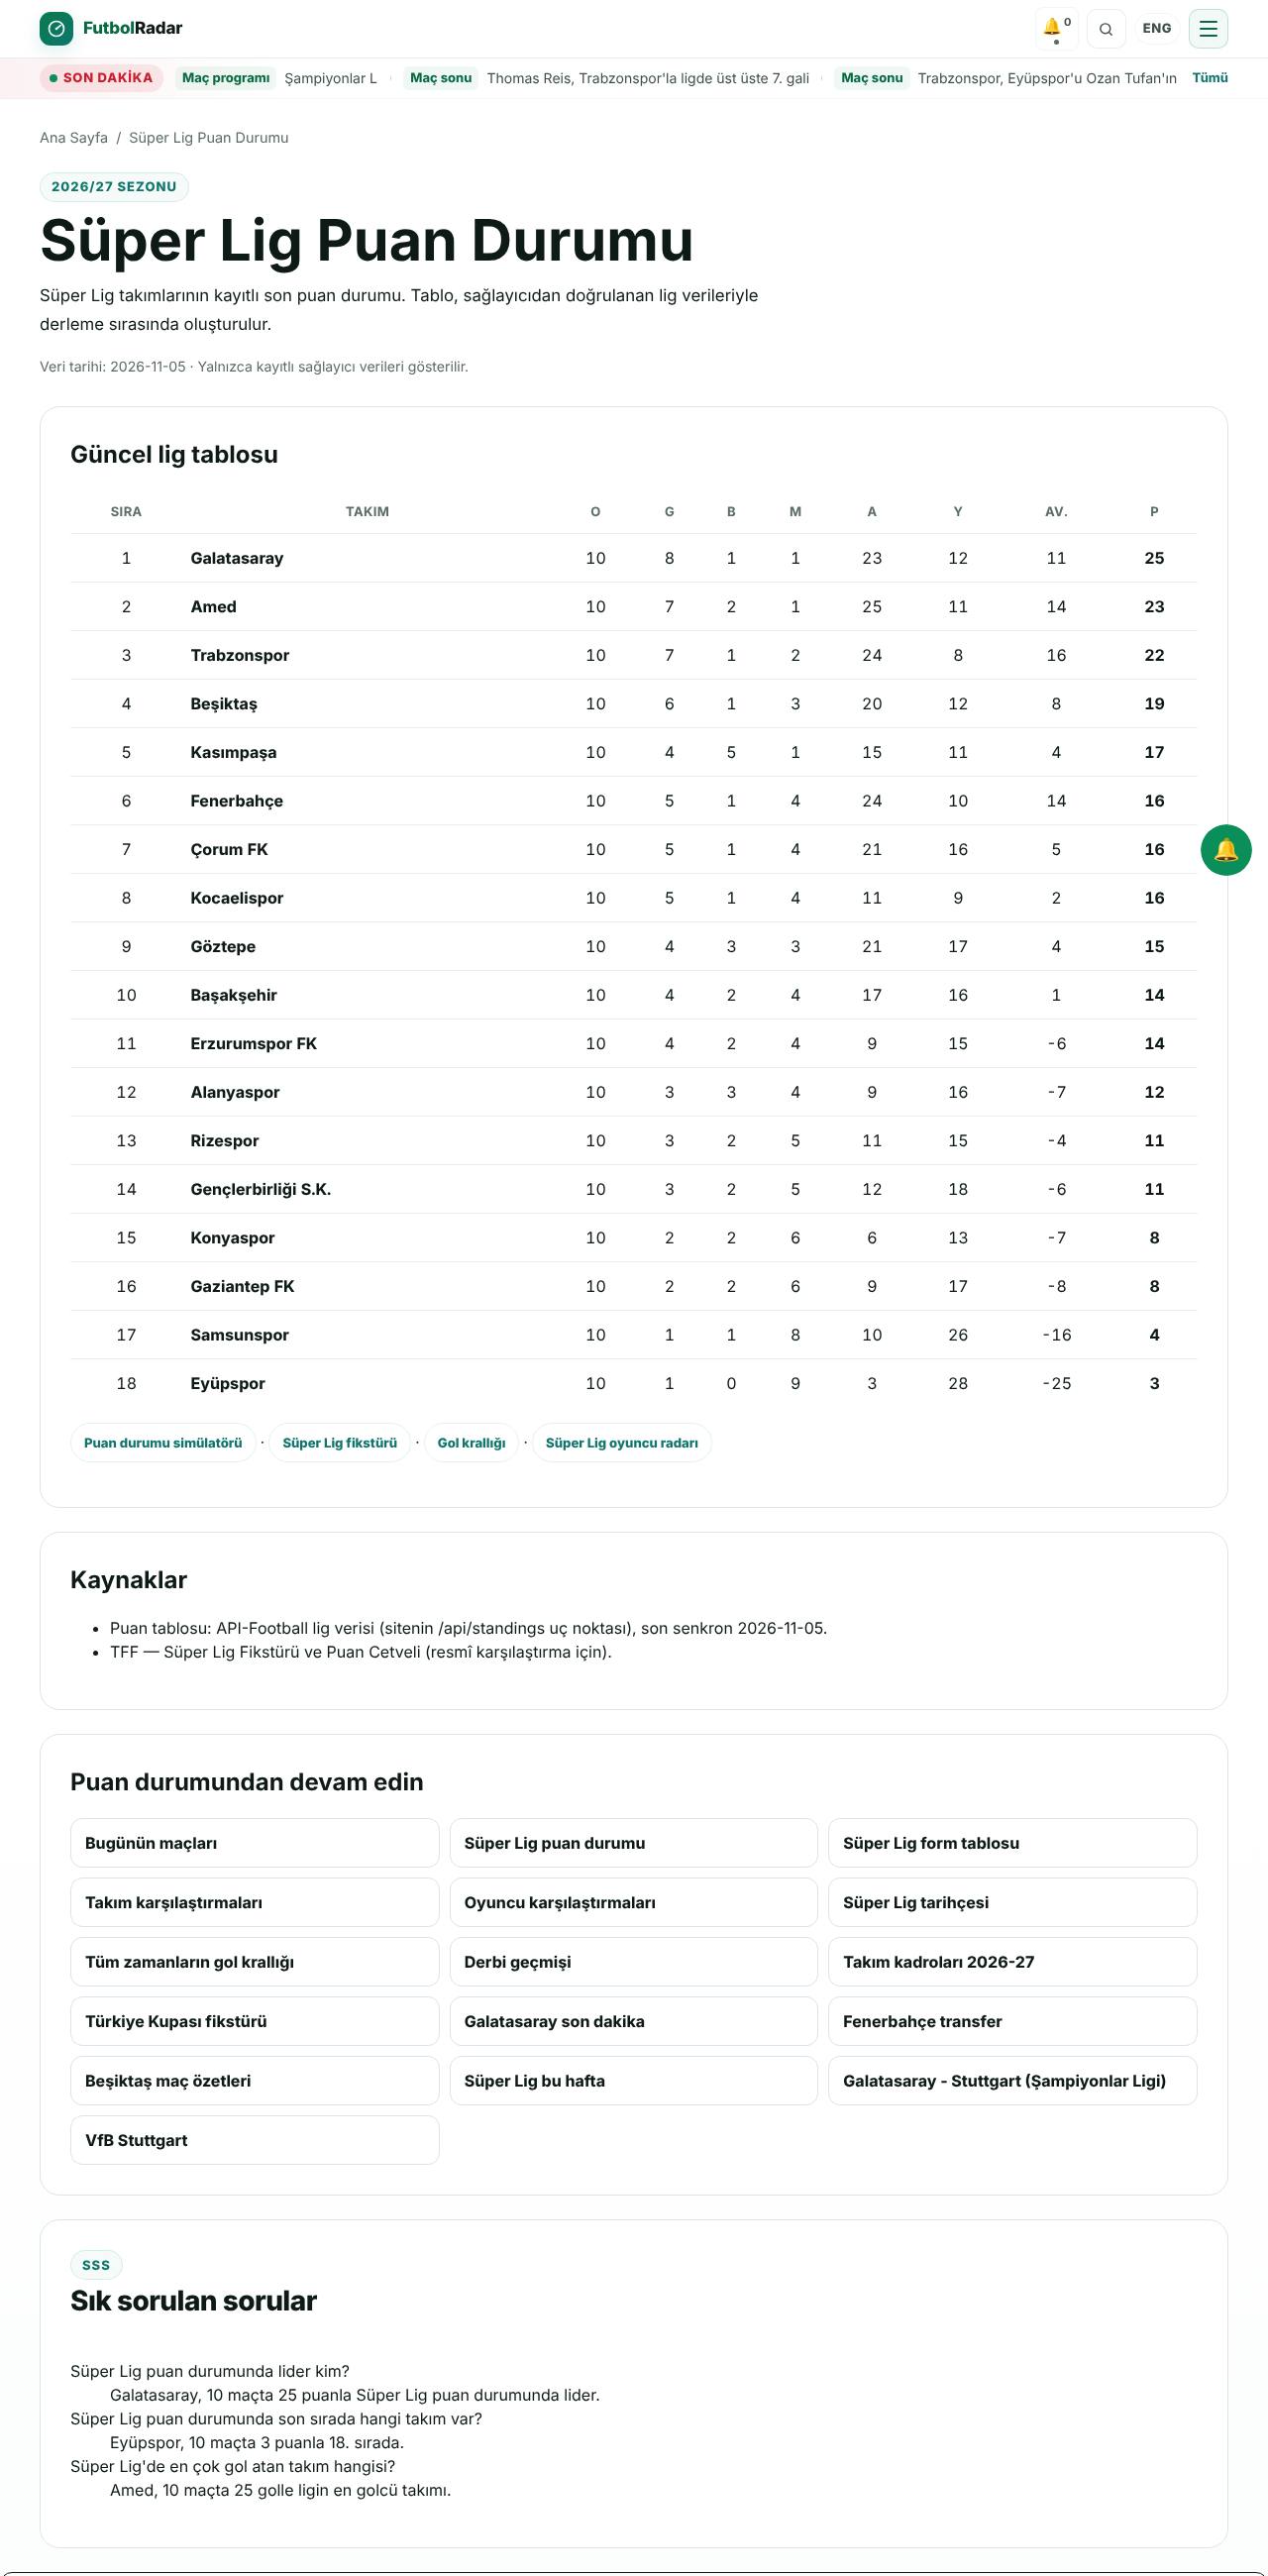 FutbolRadar
0
ENG
SON DAKİKA Maç programı Şampiyonlar L Maç sonu Thomas Reis, Trabzonspor'la ligde üst üste 7. gali Maç sonu Trabzonspor, Eyüpspor'u Ozan Tufan'ın Tümü
Ana Sayfa / Süper Lig Puan Durumu
2026/27 SEZONU
Süper Lig Puan Durumu
Süper Lig takımlarının kayıtlı son puan durumu. Tablo, sağlayıcıdan doğrulanan lig verileriyle
derleme sırasında oluşturulur.
Veri tarihi: 2026-11-05 · Yalnızca kayıtlı sağlayıcı verileri gösterilir.
Güncel lig tablosu
SIRA TAKIM O G B M A Y AV. P
1 Galatasaray 10 8 1 1 23 12 11 25
2 Amed 10 7 2 1 25 11 14 23
3 Trabzonspor 10 7 1 2 24 8 16 22
4 Beşiktaş 10 6 1 3 20 12 8 19
5 Kasımpaşa 10 4 5 1 15 11 4 17
6 Fenerbahçe 10 5 1 4 24 10 14 16
7 Çorum FK 10 5 1 4 21 16 5 16
8 Kocaelispor 10 5 1 4 11 9 2 16
9 Göztepe 10 4 3 3 21 17 4 15
10 Başakşehir 10 4 2 4 17 16 1 14
11 Erzurumspor FK 10 4 2 4 9 15 -6 14
12 Alanyaspor 10 3 3 4 9 16 -7 12
13 Rizespor 10 3 2 5 11 15 -4 11
14 Gençlerbirliği S.K. 10 3 2 5 12 18 -6 11
15 Konyaspor 10 2 2 6 6 13 -7 8
16 Gaziantep FK 10 2 2 6 9 17 -8 8
17 Samsunspor 10 1 1 8 10 26 -16 4
18 Eyüpspor 10 1 0 9 3 28 -25 3
Puan durumu simülatörü · Süper Lig fikstürü · Gol krallığı · Süper Lig oyuncu radarı
Kaynaklar
• Puan tablosu: API-Football lig verisi (sitenin /api/standings uç noktası), son senkron 2026-11-05.
• TFF — Süper Lig Fikstürü ve Puan Cetveli (resmî karşılaştırma için).
Puan durumundan devam edin
Bugünün maçları Süper Lig puan durumu Süper Lig form tablosu
Takım karşılaştırmaları Oyuncu karşılaştırmaları Süper Lig tarihçesi
Tüm zamanların gol krallığı Derbi geçmişi Takım kadroları 2026-27
Türkiye Kupası fikstürü Galatasaray son dakika Fenerbahçe transfer
Beşiktaş maç özetleri Süper Lig bu hafta Galatasaray - Stuttgart (Şampiyonlar Ligi)
VfB Stuttgart
SSS
Sık sorulan sorular
Süper Lig puan durumunda lider kim?
Galatasaray, 10 maçta 25 puanla Süper Lig puan durumunda lider.
Süper Lig puan durumunda son sırada hangi takım var?
Eyüpspor, 10 maçta 3 puanla 18. sırada.
Süper Lig'de en çok gol atan takım hangisi?
Amed, 10 maçta 25 golle ligin en golcü takımı.